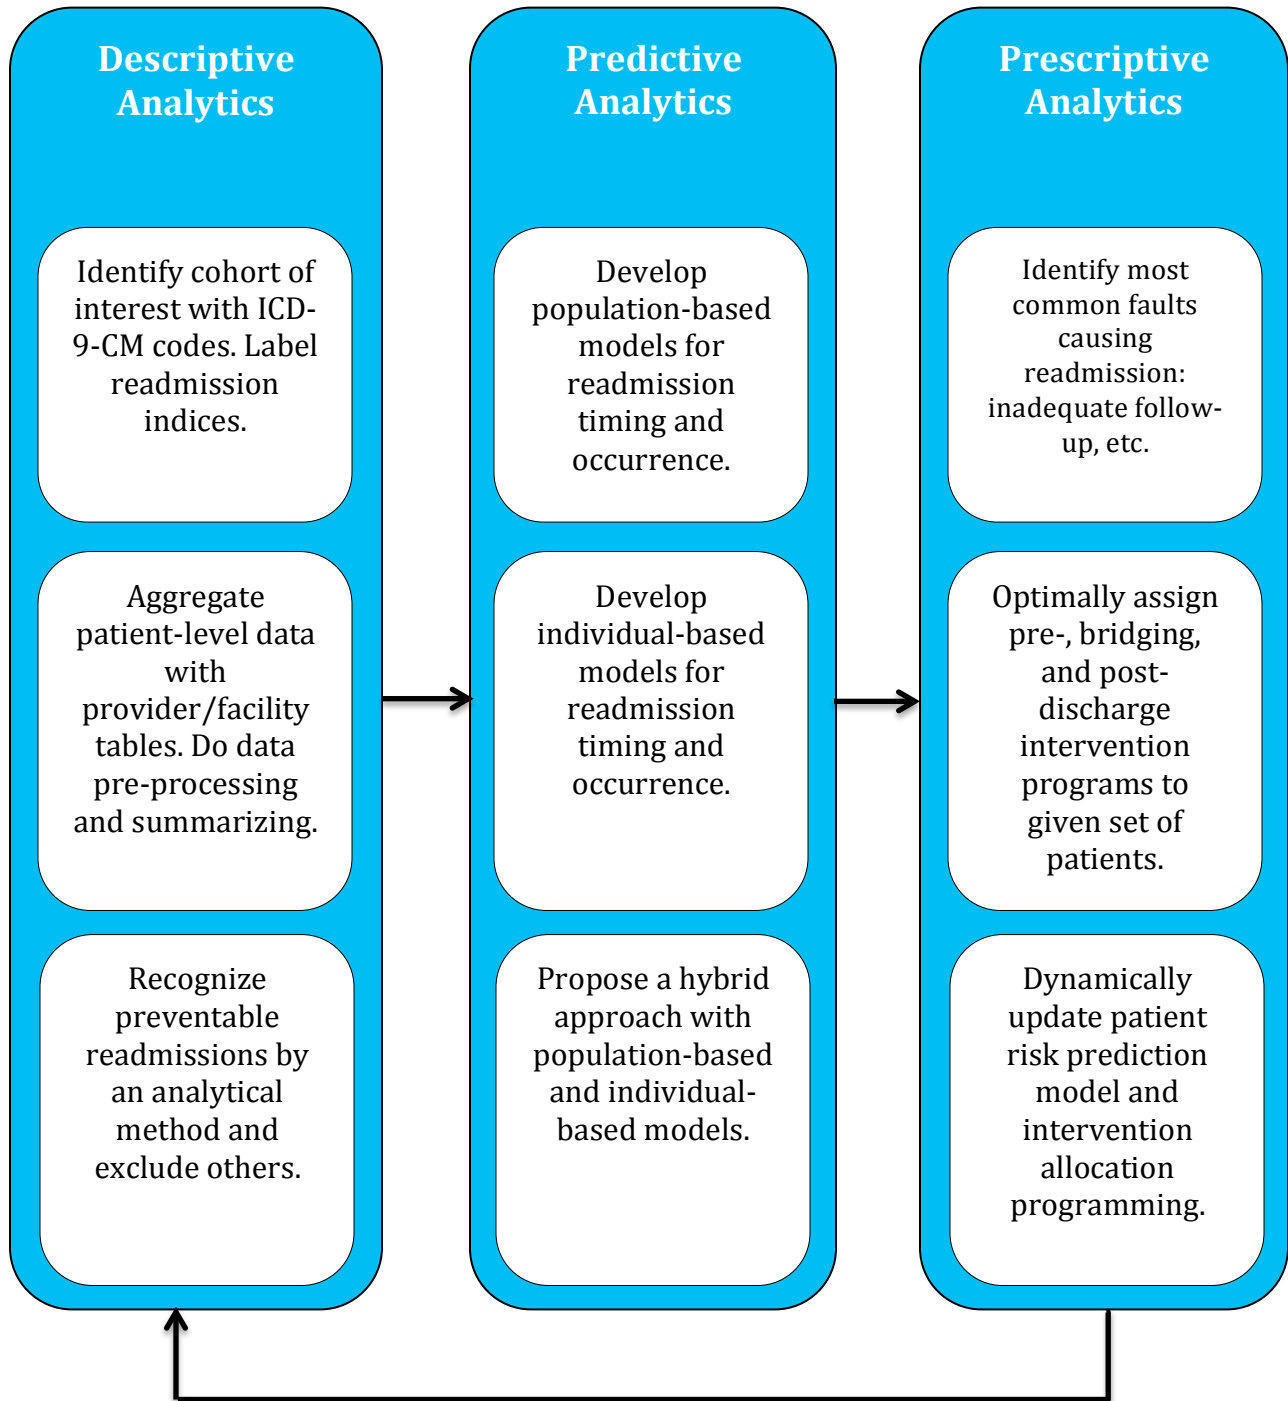 Descriptive
Analytics
Identify cohort of
interest with ICD-
9-CM codes. Label
readmission
indices.
Aggregate
patient-level data
with
provider/facility
tables. Do data
pre-processing
and summarizing.
Recognize
preventable
readmissions by
an analytical
method and
exclude others.
Predictive
Analytics
Develop
population-based
models for
readmission
timing and
occurrence.
Develop
individual-based
models for
readmission
timing and
occurrence.
Propose a hybrid
approach with
population-based
and individual-
based models.
Prescriptive
Analytics
Identify most
common faults
causing
readmission:
inadequate follow-
up, etc.
Optimally assign
pre-, bridging,
and post-
discharge
intervention
programs to
given set of
patients.
Dynamically
update patient
risk prediction
model and
intervention
allocation
programming.